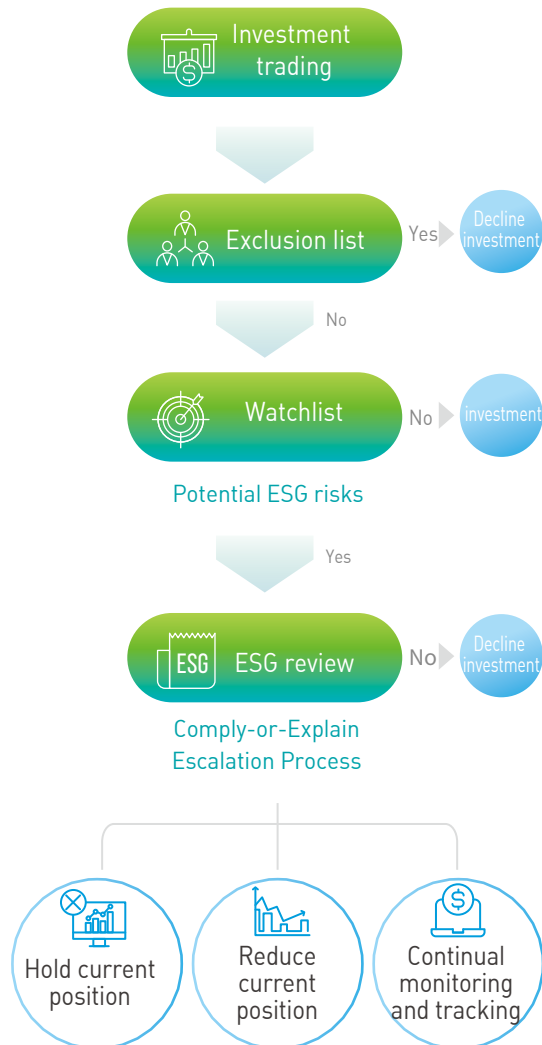 Investment
trading
Exclusion list
Yes
Decline
investment
No
Watchlist
No
investment
Potential ESG risks
Yes
ESG
ESG review
No
Decline
investment
Comply-or-Explain
Escalation Process
Hold current
position
Reduce
current
position
Continual
monitoring
and tracking